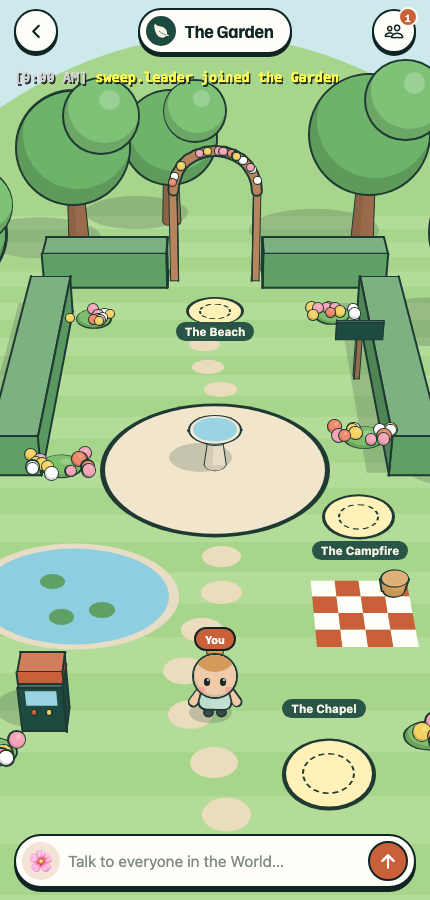 The Garden
1
[9:00 AM] sweep.leader joined the Garden
The Beach
The Campfire
You
The Chapel
Talk to everyone in the World...